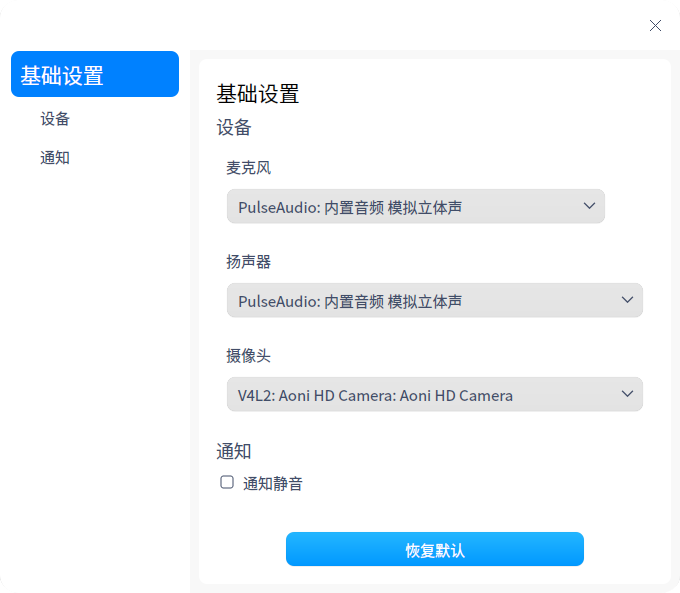 基础设置
设备
通知
基础设置
设备
麦克风
PulseAudio: 内置音频 模拟立体声
扬声器
PulseAudio: 内置音频 模拟立体声
摄像头
V4L2: Aoni HD Camera: Aoni HD Camera
通知
通知静音
恢复默认